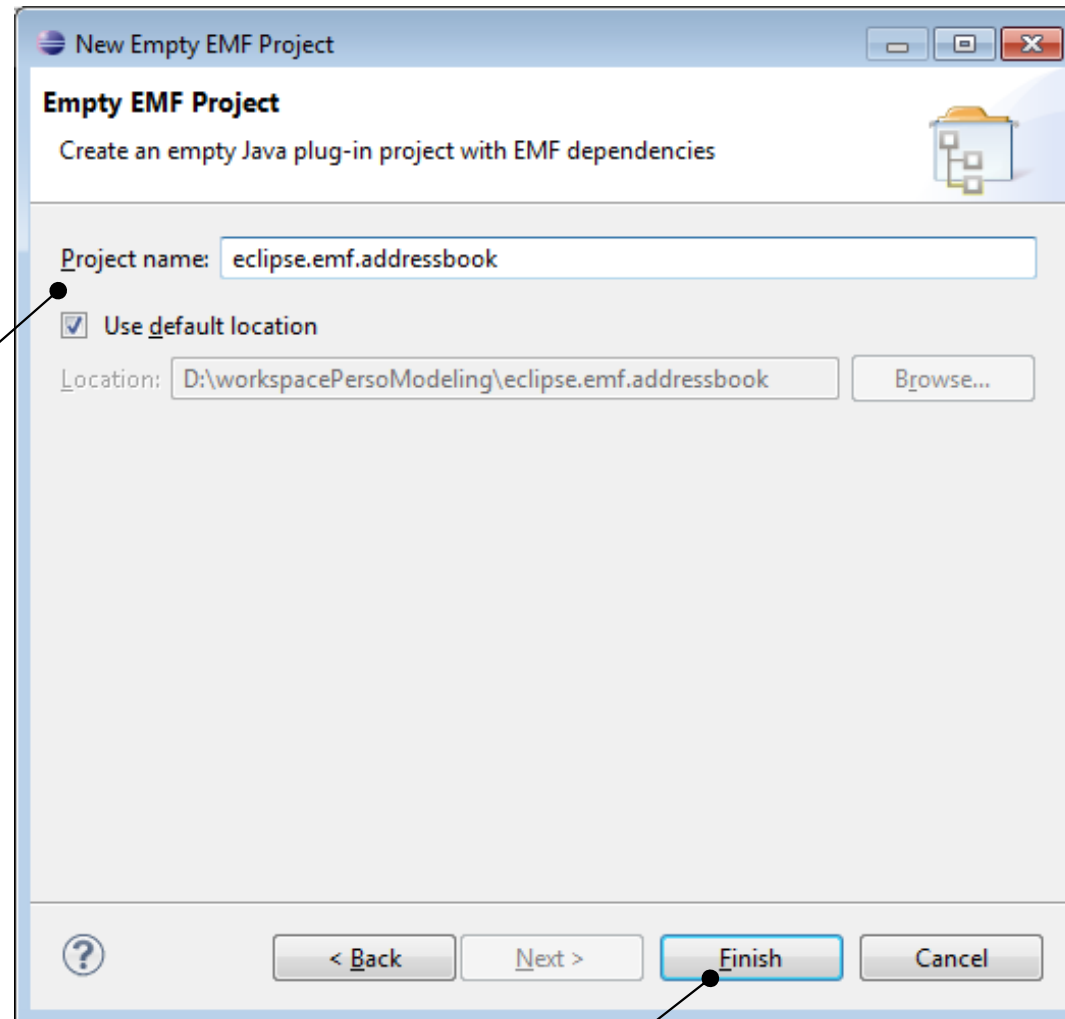 New Empty EMF Project
Empty EMF Project
Create an empty Java plug-in project with EMF dependencies
Project name: eclipse.emf.addressbook
Use default location
Location: D:\workspacePersoModeling\eclipse.emf.addressbook Browse...
? < Back Next > Finish Cancel